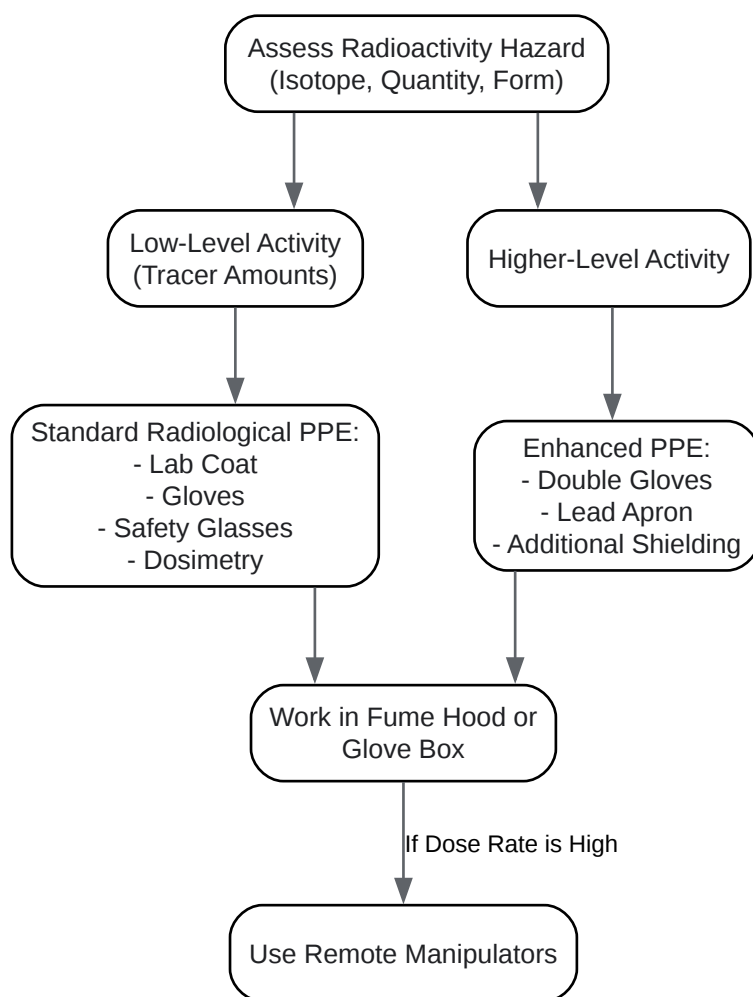 Assess Radioactivity Hazard
(Isotope, Quantity, Form)
Low-Level Activity
(Tracer Amounts)
Higher-Level Activity
Standard Radiological PPE:
- Lab Coat
- Gloves
- Safety Glasses
- Dosimetry
Enhanced PPE:
- Double Gloves
- Lead Apron
- Additional Shielding
Work in Fume Hood or
Glove Box
If Dose Rate is High
Use Remote Manipulators